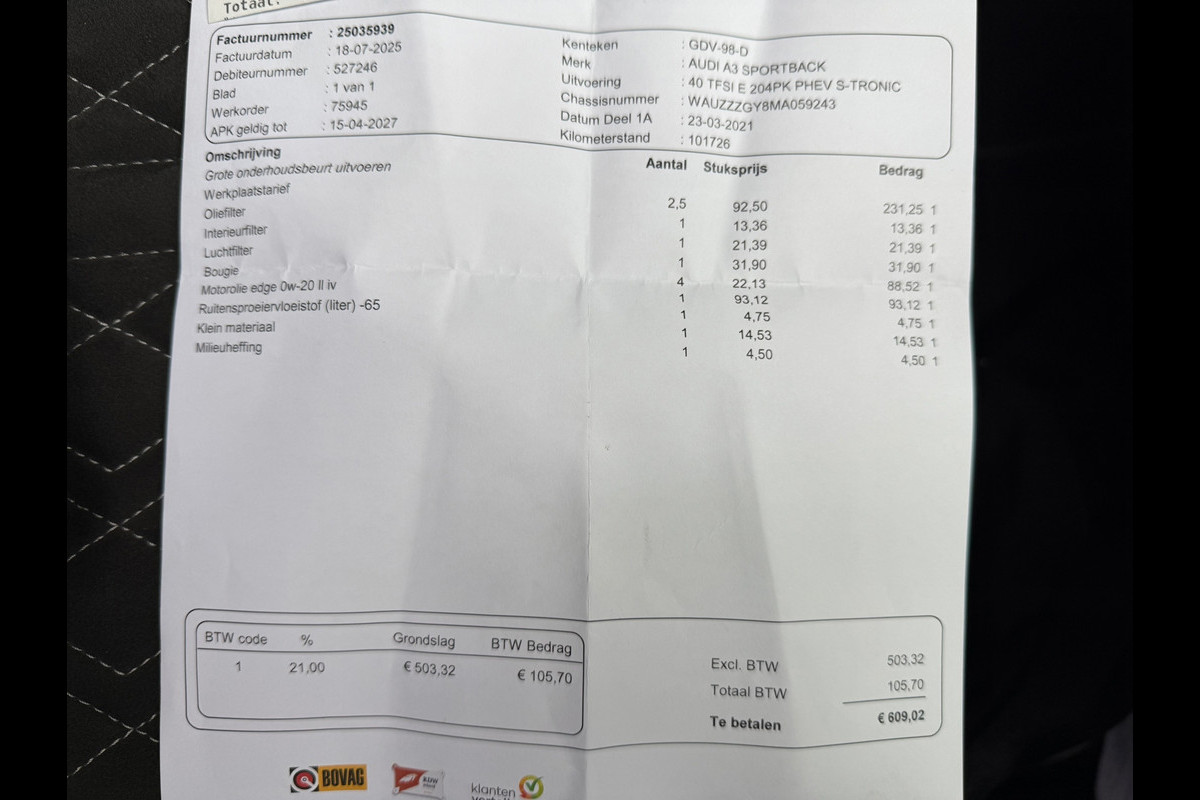 Totaal:
Factuurnummer : 25035939
Factuurdatum : 18-07-2025
Debiteurnummer : 527246
Blad : 1 van 1
Werkorder : 75945
APK geldig tot : 15-04-2027
Kenteken : GDV-98-D
Merk : AUDI A3 SPORTBACK
Uitvoering : 40 TFSI E 204PK PHEV S-TRONIC
Chassisnummer : WAUZZZGY8MA059243
Datum Deel 1A : 23-03-2021
Kilometerstand : 101726
Omschrijving Aantal Stuksprijs Bedrag
Grote onderhoudsbeurt uitvoeren
Werkplaatstarief 2,5 92,50 231,25 1
Oliefilter 1 13,36 13,36 1
Interieurfilter 1 21,39 21,39 1
Luchtfilter 1 31,90 31,90 1
Bougie 4 22,13 88,52 1
Motorolie edge 0w-20 ll iv 1 93,12 93,12 1
Ruitensproeiervloeistof (liter) -65 1 4,75 4,75 1
Klein materiaal 1 14,53 14,53 1
Milieuheffing 1 4,50 4,50 1
BTW code % Grondslag BTW Bedrag
1 21,00 € 503,32 € 105,70
Excl. BTW 503,32
Totaal BTW 105,70
Te betalen € 609,02
BOVAG
klanten